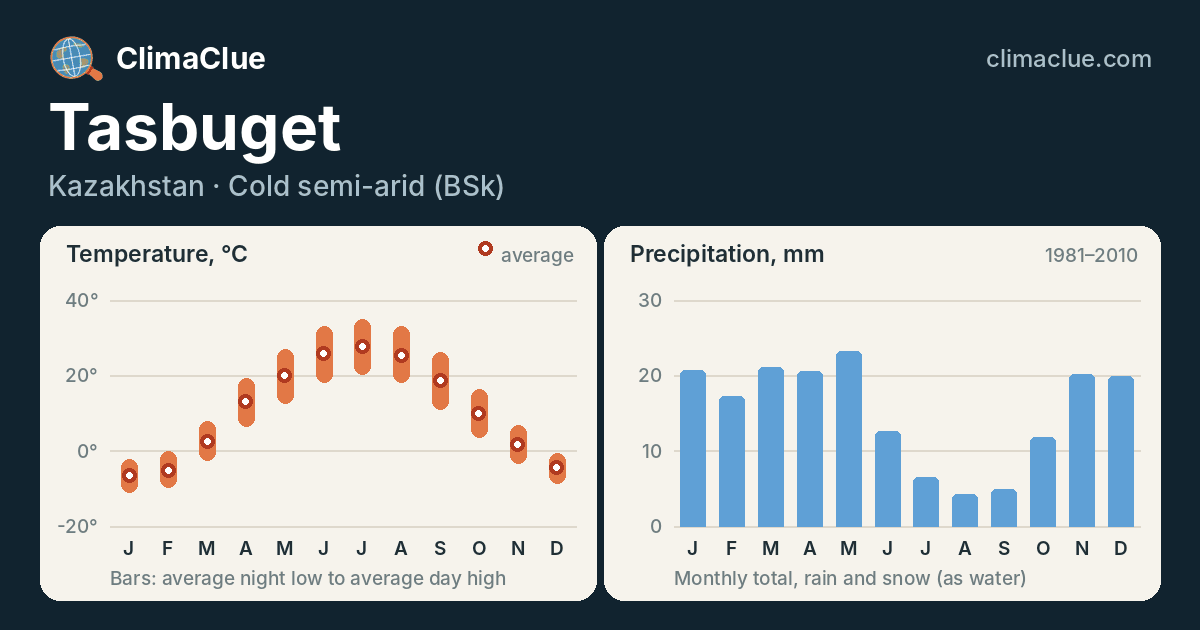 ClimaClue
climaclue.com
Tasbuget
Kazakhstan · Cold semi-arid (BSk)
Temperature, °C
average
40°
20°
0°
-20°
J F M A M J J A S O N D
Bars: average night low to average day high
Precipitation, mm
1981–2010
30
20
10
0
J F M A M J J A S O N D
Monthly total, rain and snow (as water)